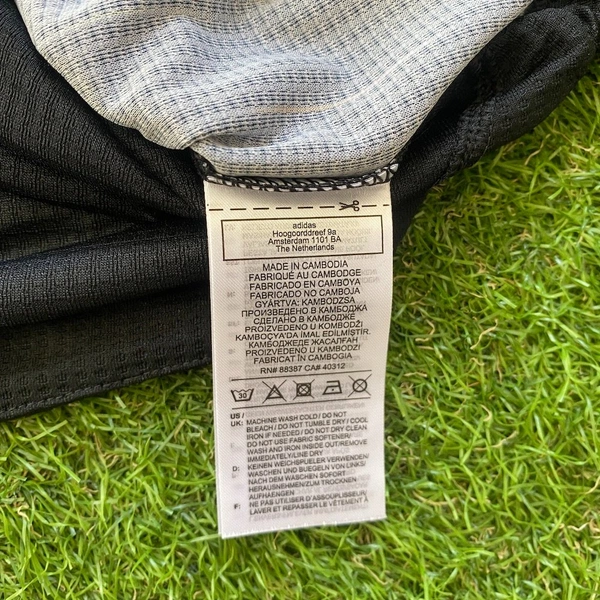 adidas
Hoogoorddreef 9a
Amsterdam 1101 BA
The Netherlands
MADE IN CAMBODIA
FABRIQUÉ AU CAMBODGE
FABRICADO EN CAMBOYA
FABRICADO NO CAMBOJA
GYÁRTVA: KAMBODZSA
ПРОИЗВЕДЕНО В КАМБОДЖА
СДЕЛАНО В КАМБОДЖЕ
PROIZVEDENO U KOMBODŽI
KAMBOÇYA'DA İMAL EDİLMİŞTİR.
КАМБОДЖЕДЕ ЖАСАЛҒАН
PROIZVEDENO U KAMBODZI
FABRICAT ÎN CAMBOGIA
RN# 88387 CA# 40312
30
US /
UK: MACHINE WASH COLD / DO NOT
BLEACH / DO NOT TUMBLE DRY / COOL
IRON IF NEEDED / DO NOT DRY CLEAN
DO NOT USE FABRIC SOFTENER/
WASH AND IRON INSIDE OUT/REMOVE
IMMEDIATELY/LINE DRY
D: KEINEN WEICHSPUELER VERWENDEN/
WASCHEN UND BUEGELN VON LINKS/
NACH DEM WASCHEN SOFORT
HERAUSNEHMEN/ZUM TROCKNEN
AUFHAENGEN
F: NE PAS UTILISER D'ASSOUPLISSEUR/
LAVER ET REPASSER LE VÊTEMENT À